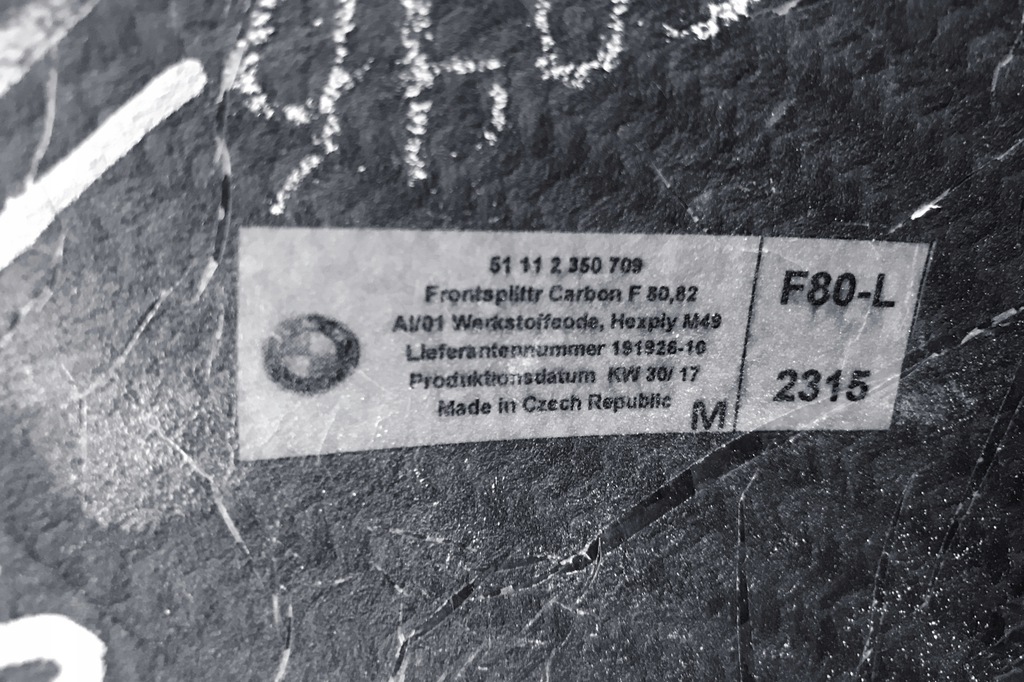 51 11 2 350 709
Frontsplittr Carbon F 80,82
AI/01 Werkstoffcode, Hexply M49
Lieferantennummer 191926-10
Produktionsdatum KW 30/ 17
Made in Czech Republic
M
F80-L
2315